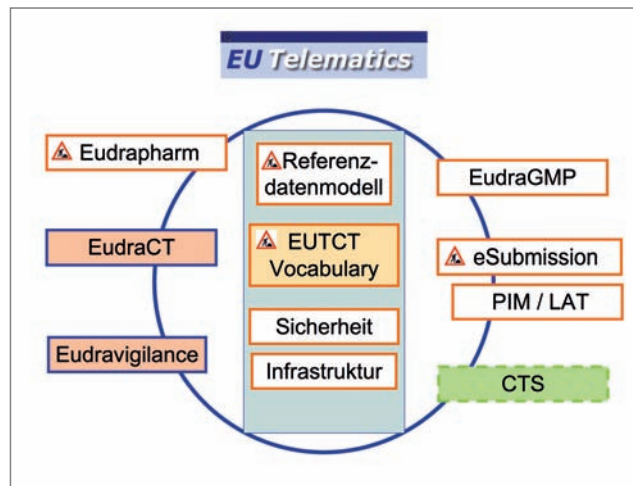 EU Telematics
Eudrapharm
EudraCT
Eudravigilance
Referenz-
datenmodell
EUTCT
Vocabulary
Sicherheit
Infrastruktur
EudraGMP
eSubmission
PIM / LAT
CTS